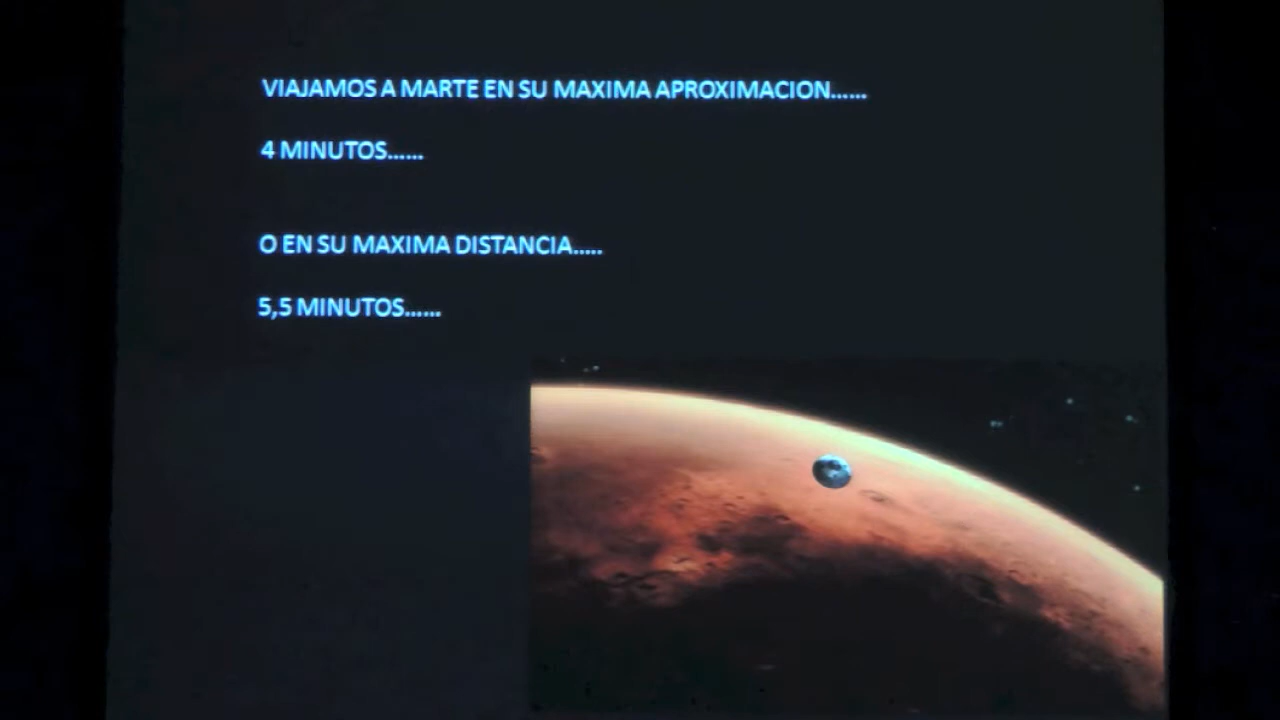 VIAJAMOS A MARTE EN SU MAXIMA APROXIMACION......
4 MINUTOS......
O EN SU MAXIMA DISTANCIA.....
5,5 MINUTOS......